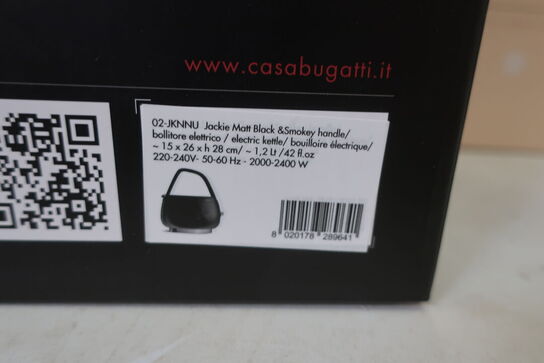 www.casabugatti.it
02-JKNNU Jackie Matt Black &Smokey handle/
bollitore elettrico / electric kettle/ bouilloire électrique/
~ 15 x 26 x h 28 cm/ ~ 1,2 Lt /42 fl.oz
220-240V- 50-60 Hz - 2000-2400 W
8 020178 289641